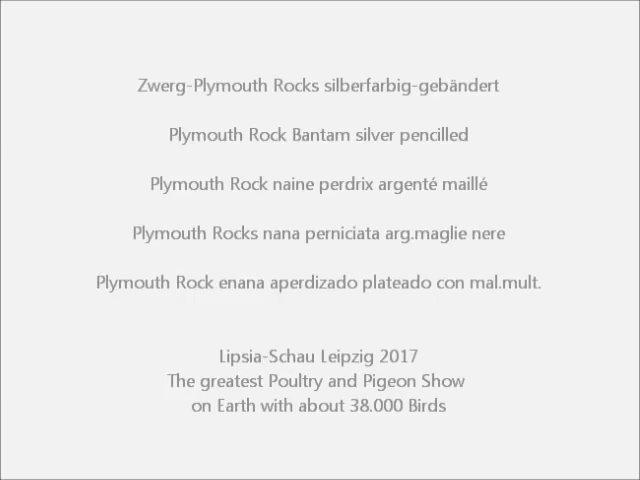 Zwerg-Plymouth Rocks silberfarbig-gebändert
Plymouth Rock Bantam silver pencilled
Plymouth Rock naine perdrix argenté maillé
Plymouth Rocks nana perniciata arg.maglie nere
Plymouth Rock enana aperdizado plateado con mal.mult.
Lipsia-Schau Leipzig 2017
The greatest Poultry and Pigeon Show
on Earth with about 38.000 Birds